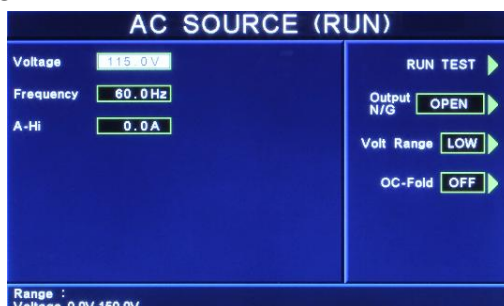 AC SOURCE (RUN)
Voltage 115.0V
Frequency 60.0Hz
A-Hi 0.0A
RUN TEST
Output N/G OPEN
Volt Range LOW
OC-Fold OFF
Range :
Voltage 0.0V-150.0V